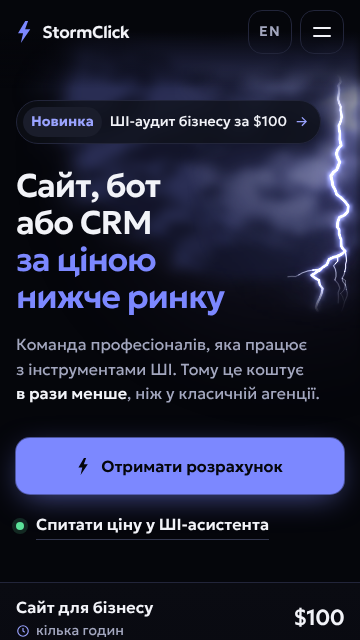 StormClick
EN
Новинка ШІ-аудит бізнесу за $100 →
Сайт, бот
або CRM
за ціною
нижче ринку
Команда професіоналів, яка працює
з інструментами ШІ. Тому це коштує
в рази менше, ніж у класичній агенції.
Отримати розрахунок
Спитати ціну у ШІ-асистента
Сайт для бізнесу
$100
кілька годин